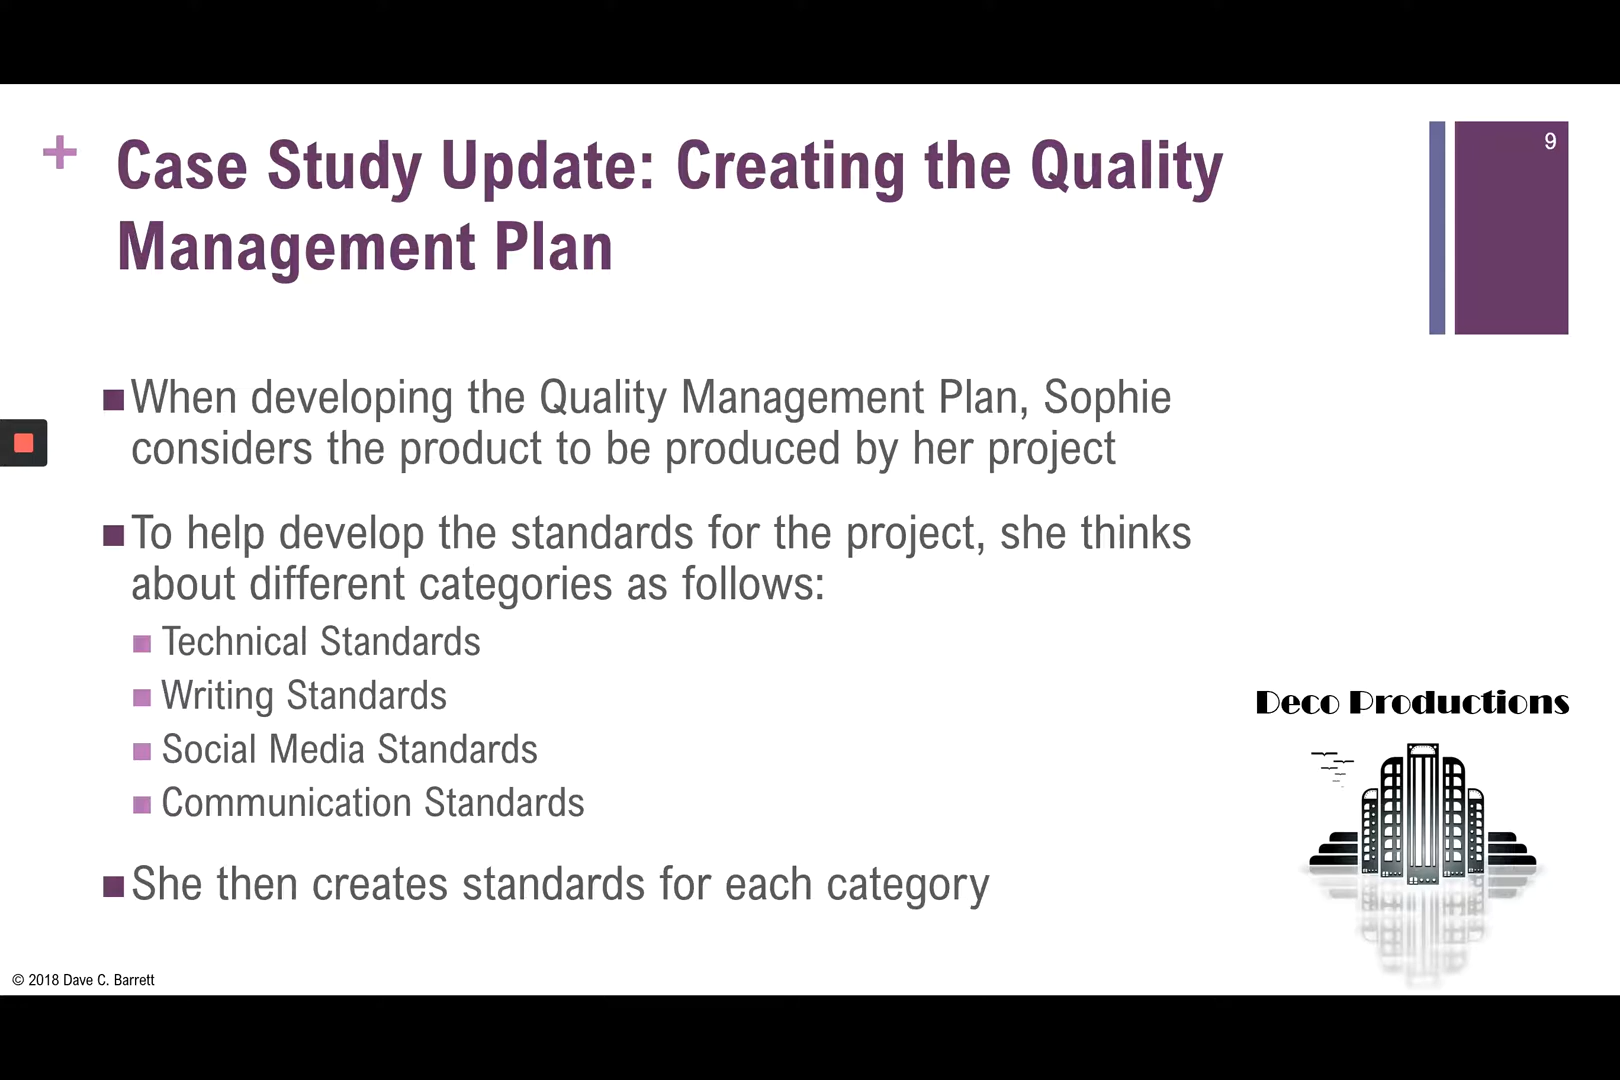 +
9
Case Study Update: Creating the Quality
Management Plan
When developing the Quality Management Plan, Sophie
considers the product to be produced by her project
To help develop the standards for the project, she thinks
about different categories as follows:
Technical Standards
Writing Standards
Social Media Standards
Communication Standards
She then creates standards for each category
Deco Productions
© 2018 Dave C. Barrett